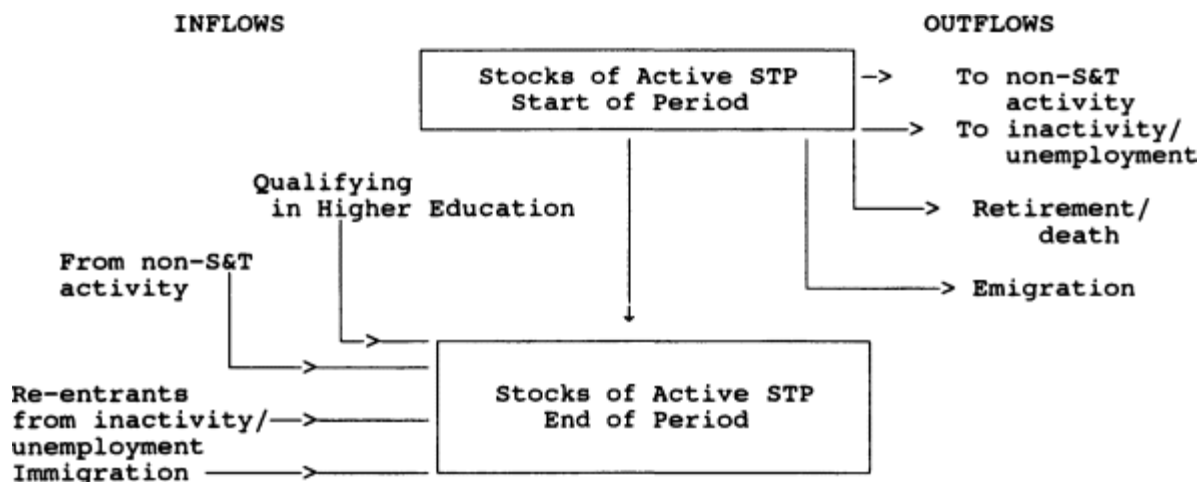 INFLOWS
OUTFLOWS
Stocks of Active STP
Start of Period
To non-S&T
activity
To inactivity/
unemployment
Qualifying
in Higher Education
Retirement/
death
From non-S&T
activity
Emigration
Stocks of Active STP
End of Period
Re-entrants
from inactivity/
unemployment
Immigration